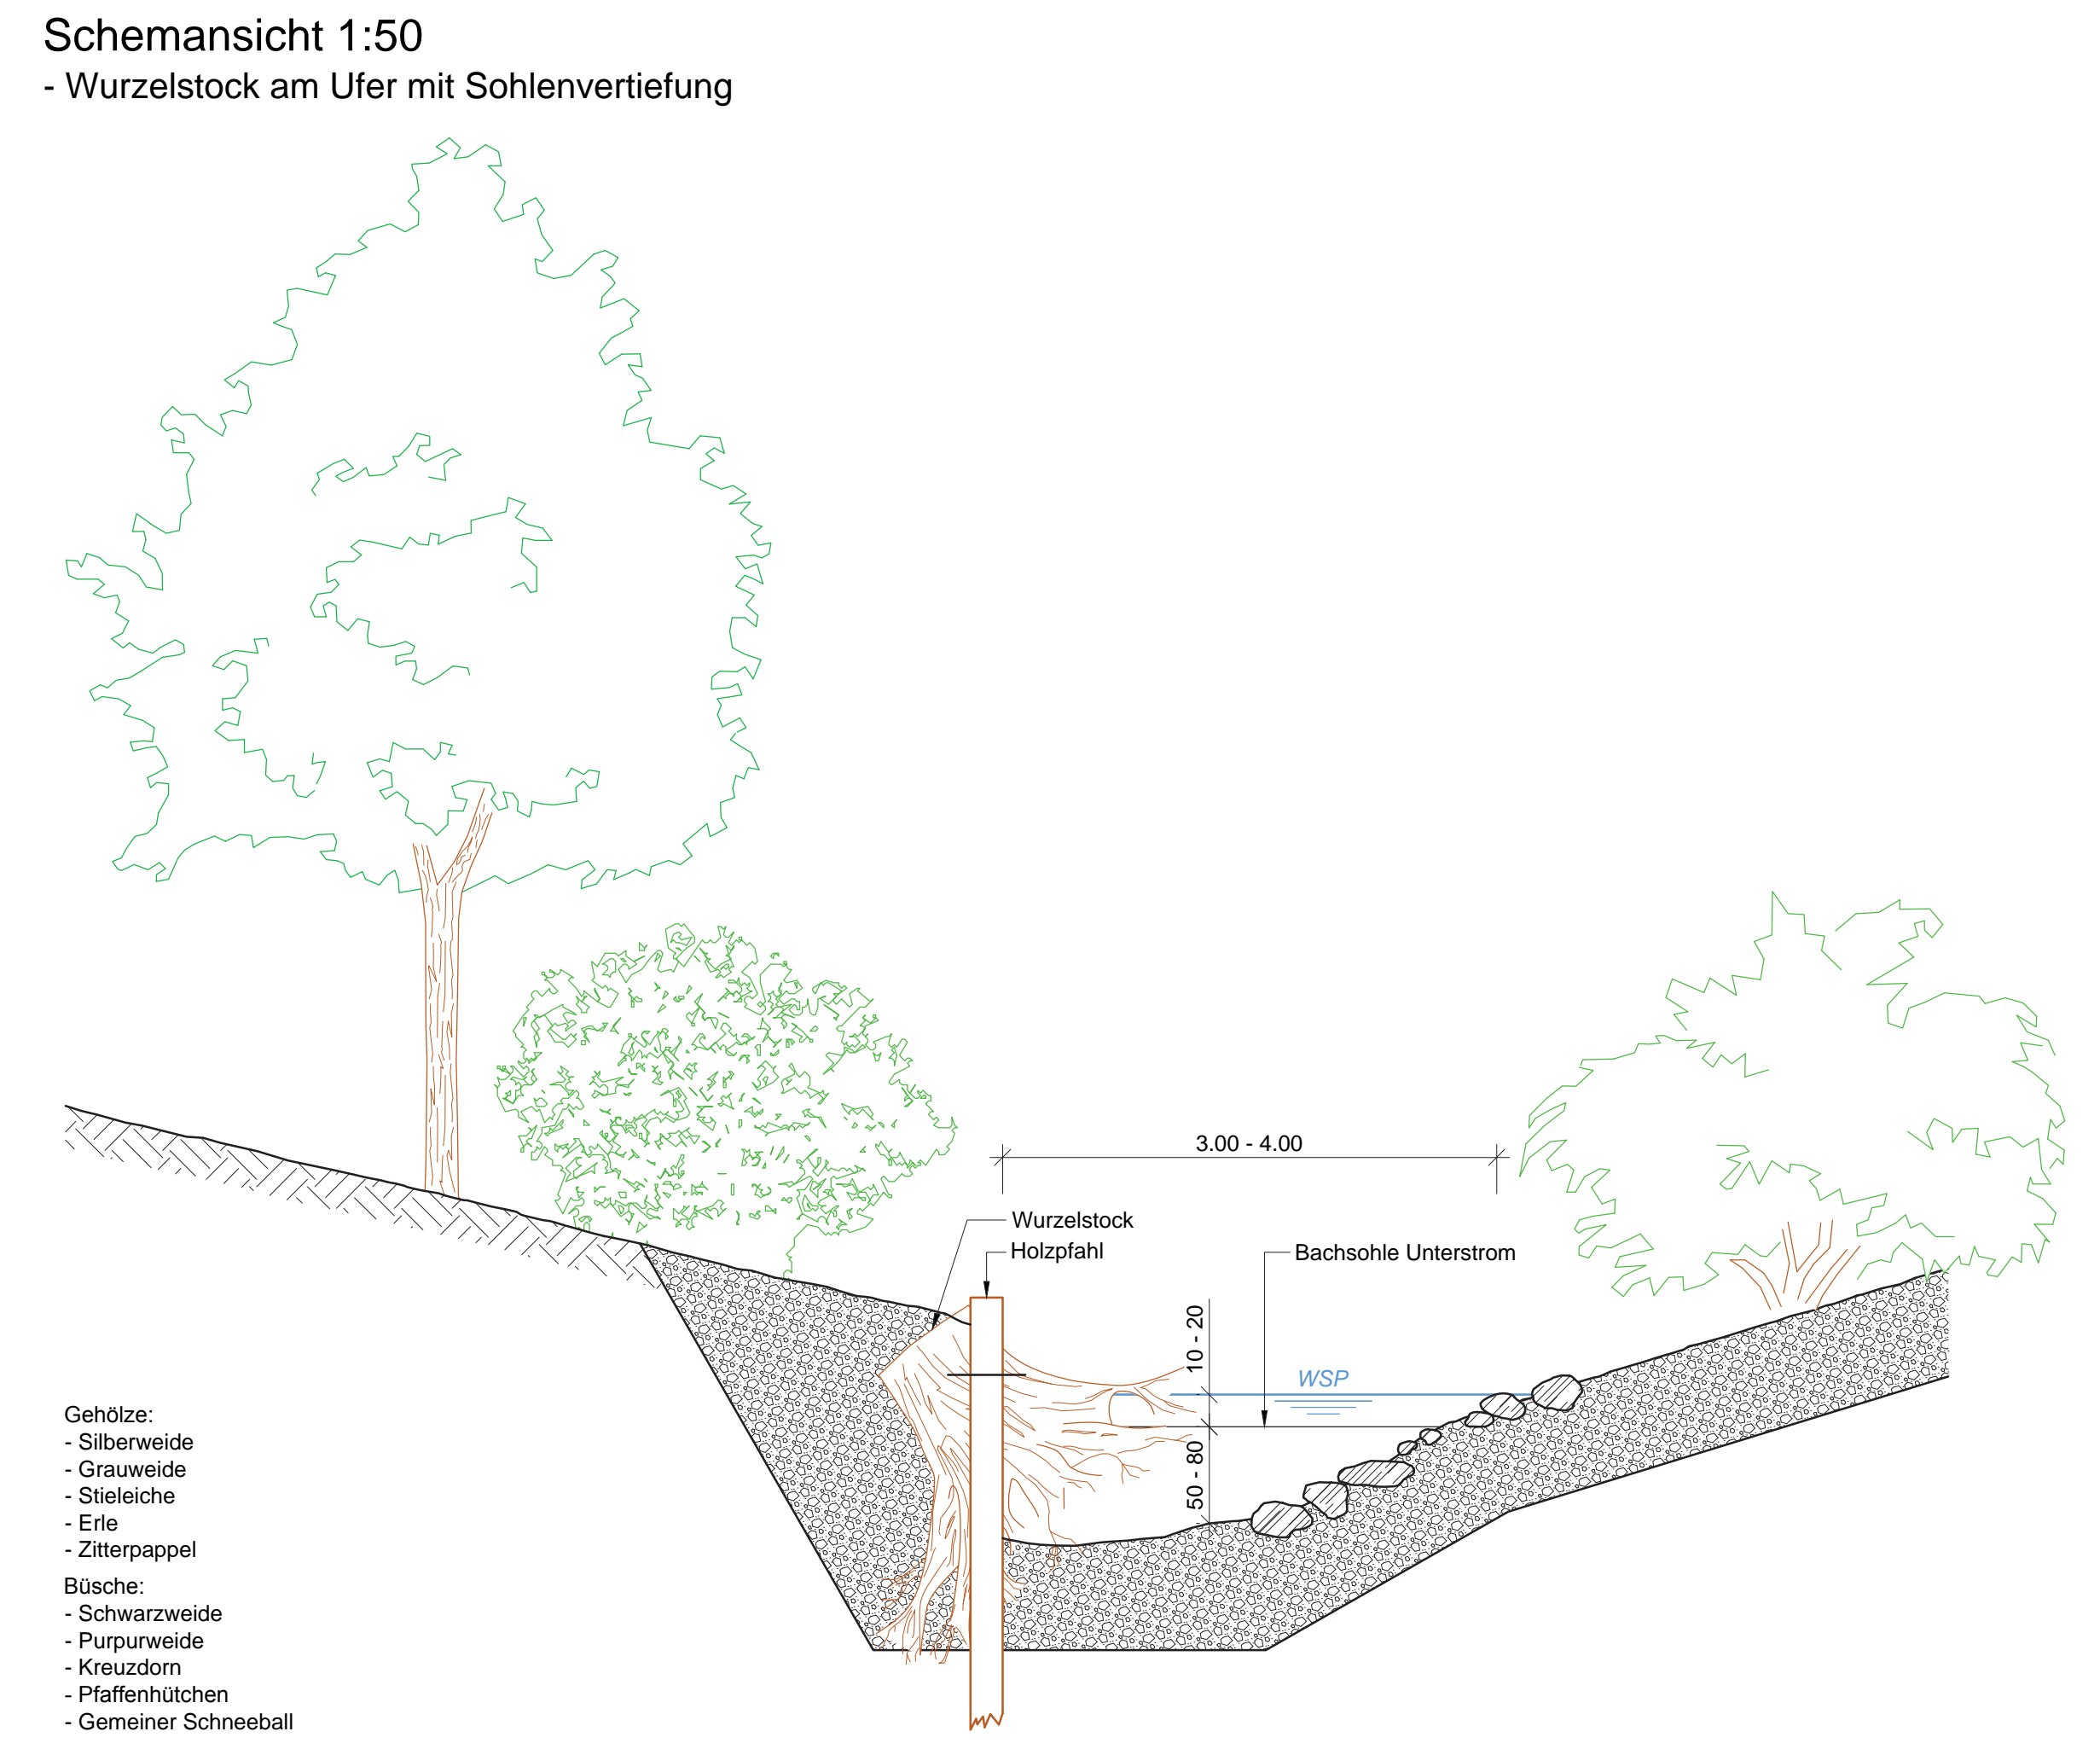 Schemansicht 1:50
- Wurzelstock am Ufer mit Sohlenvertiefung
3.00 - 4.00
Wurzelstock
Holzpfahl
Bachsohle Unterstrom
10 - 20
WSP
50 - 80
Gehölze:
- Silberweide
- Grauweide
- Stieleiche
- Erle
- Zitterpappel
Büsche:
- Schwarzweide
- Purpurweide
- Kreuzdorn
- Pfaffenhütchen
- Gemeiner Schneeball